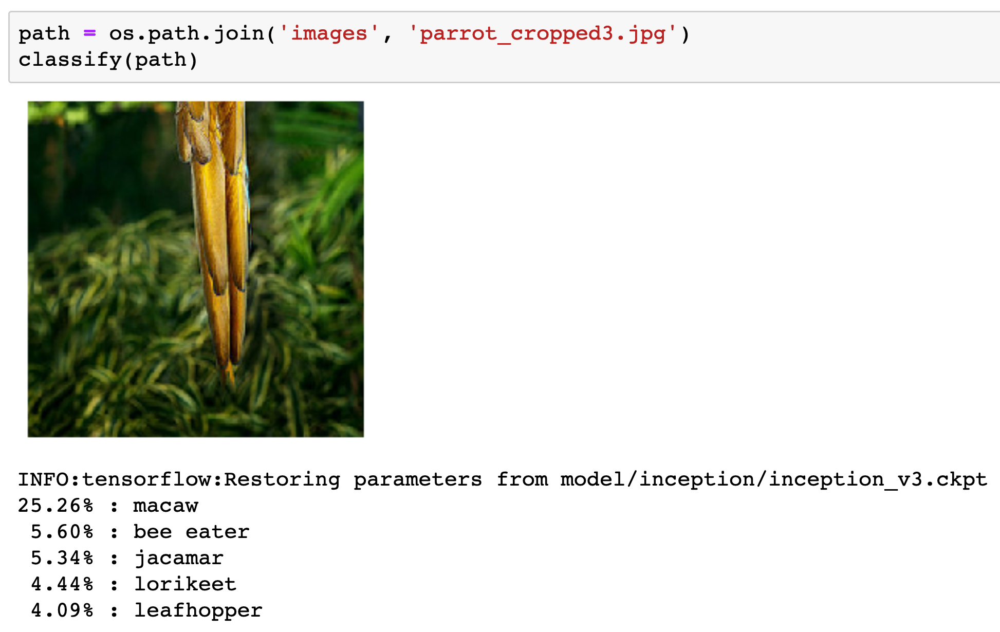 path = os.path.join('images', 'parrot_cropped3.jpg')
classify(path)
INFO:tensorflow:Restoring parameters from model/inception/inception_v3.ckpt
25.26% : macaw
 5.60% : bee eater
 5.34% : jacamar
 4.44% : lorikeet
 4.09% : leafhopper